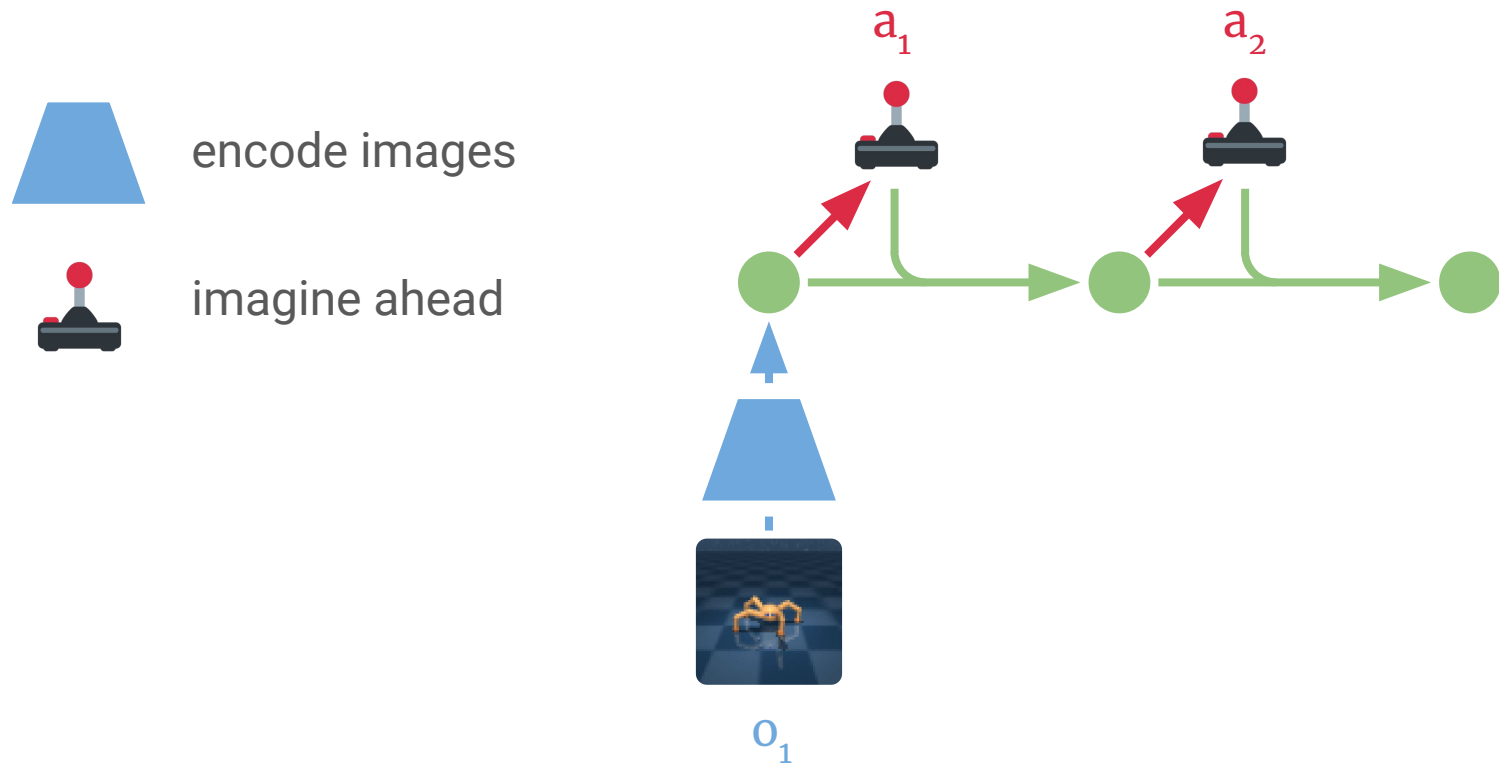 a₁
a₂
encode images
imagine ahead
o₁